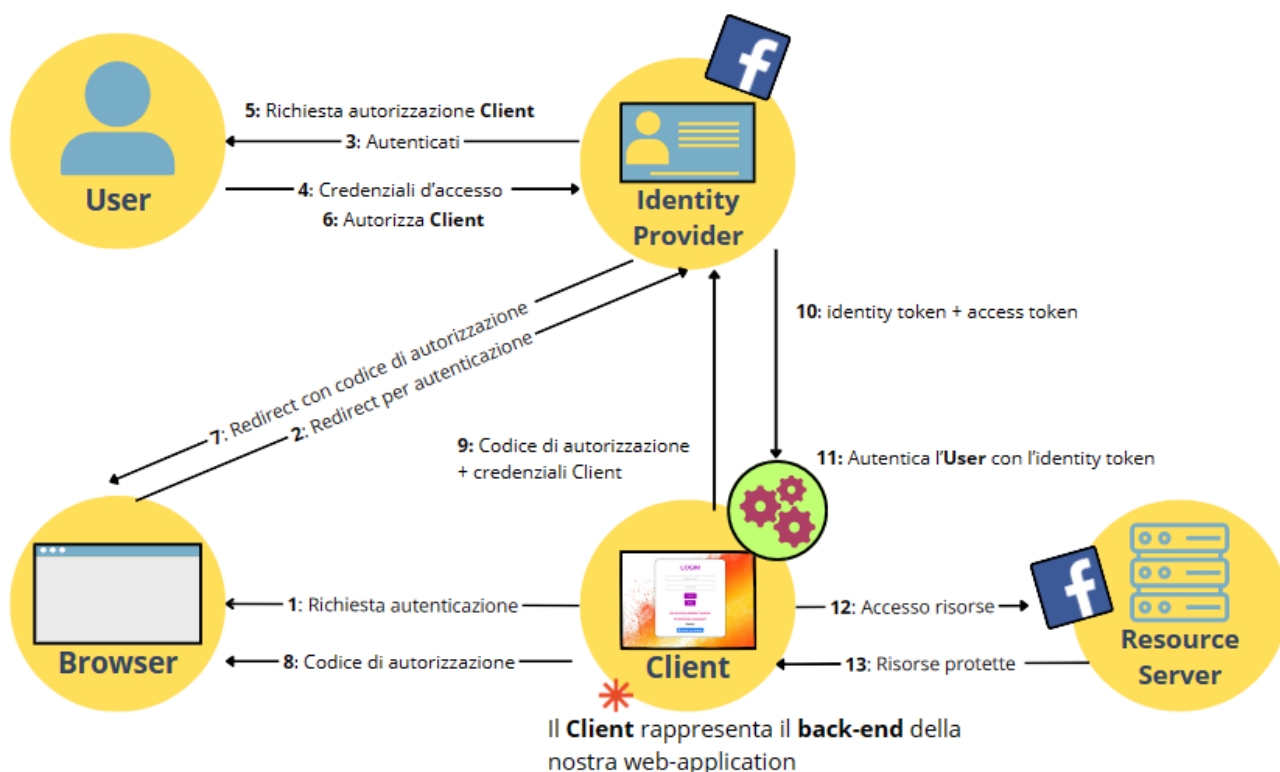 5: Richiesta autorizzazione Client
3: Autenticati
User
4: Credenziali d'accesso
6: Autorizza Client
f
Identity
Provider
7: Redirect con codice di autorizzazione
2: Redirect per autenticazione
10: identity token + access token
9: Codice di autorizzazione
+ credenziali Client
11: Autentica l'User con l'identity token
Browser
1: Richiesta autenticazione
8: Codice di autorizzazione
LOGIN
Client
12: Accesso risorse
13: Risorse protette
f
Resource
Server
Il Client rappresenta il back-end della
nostra web-application